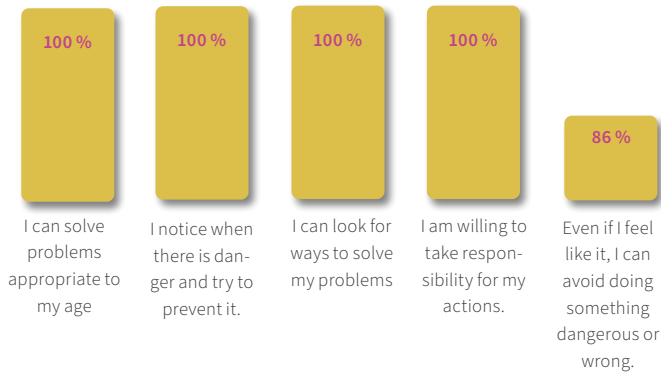 100 %
100 %
100 %
100 %
86 %
I can solve
problems
appropriate to
my age
I notice when
there is dan-
ger and try to
prevent it.
I can look for
ways to solve
my problems
I am willing to
take respon-
sibility for my
actions.
Even if I feel
like it, I can
avoid doing
something
dangerous or
wrong.